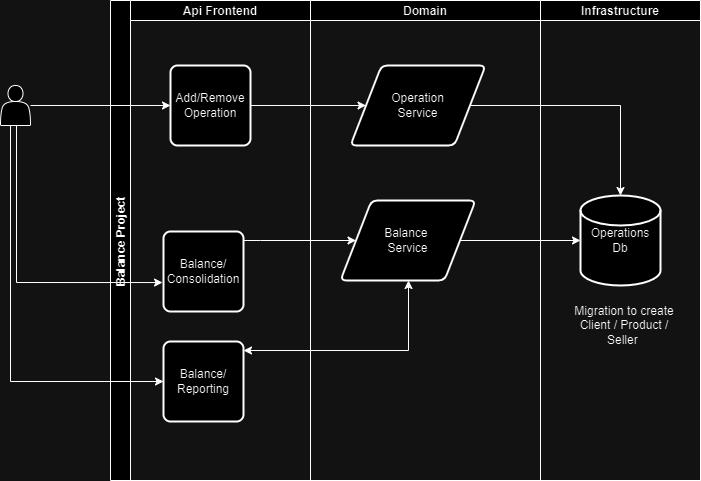 Api Frontend
Domain
Infrastructure
Balance Project
Add/Remove
Operation
Operation
Service
Balance/
Consolidation
Balance
Service
Operations
Db
Migration to create
Client / Product /
Seller
Balance/
Reporting